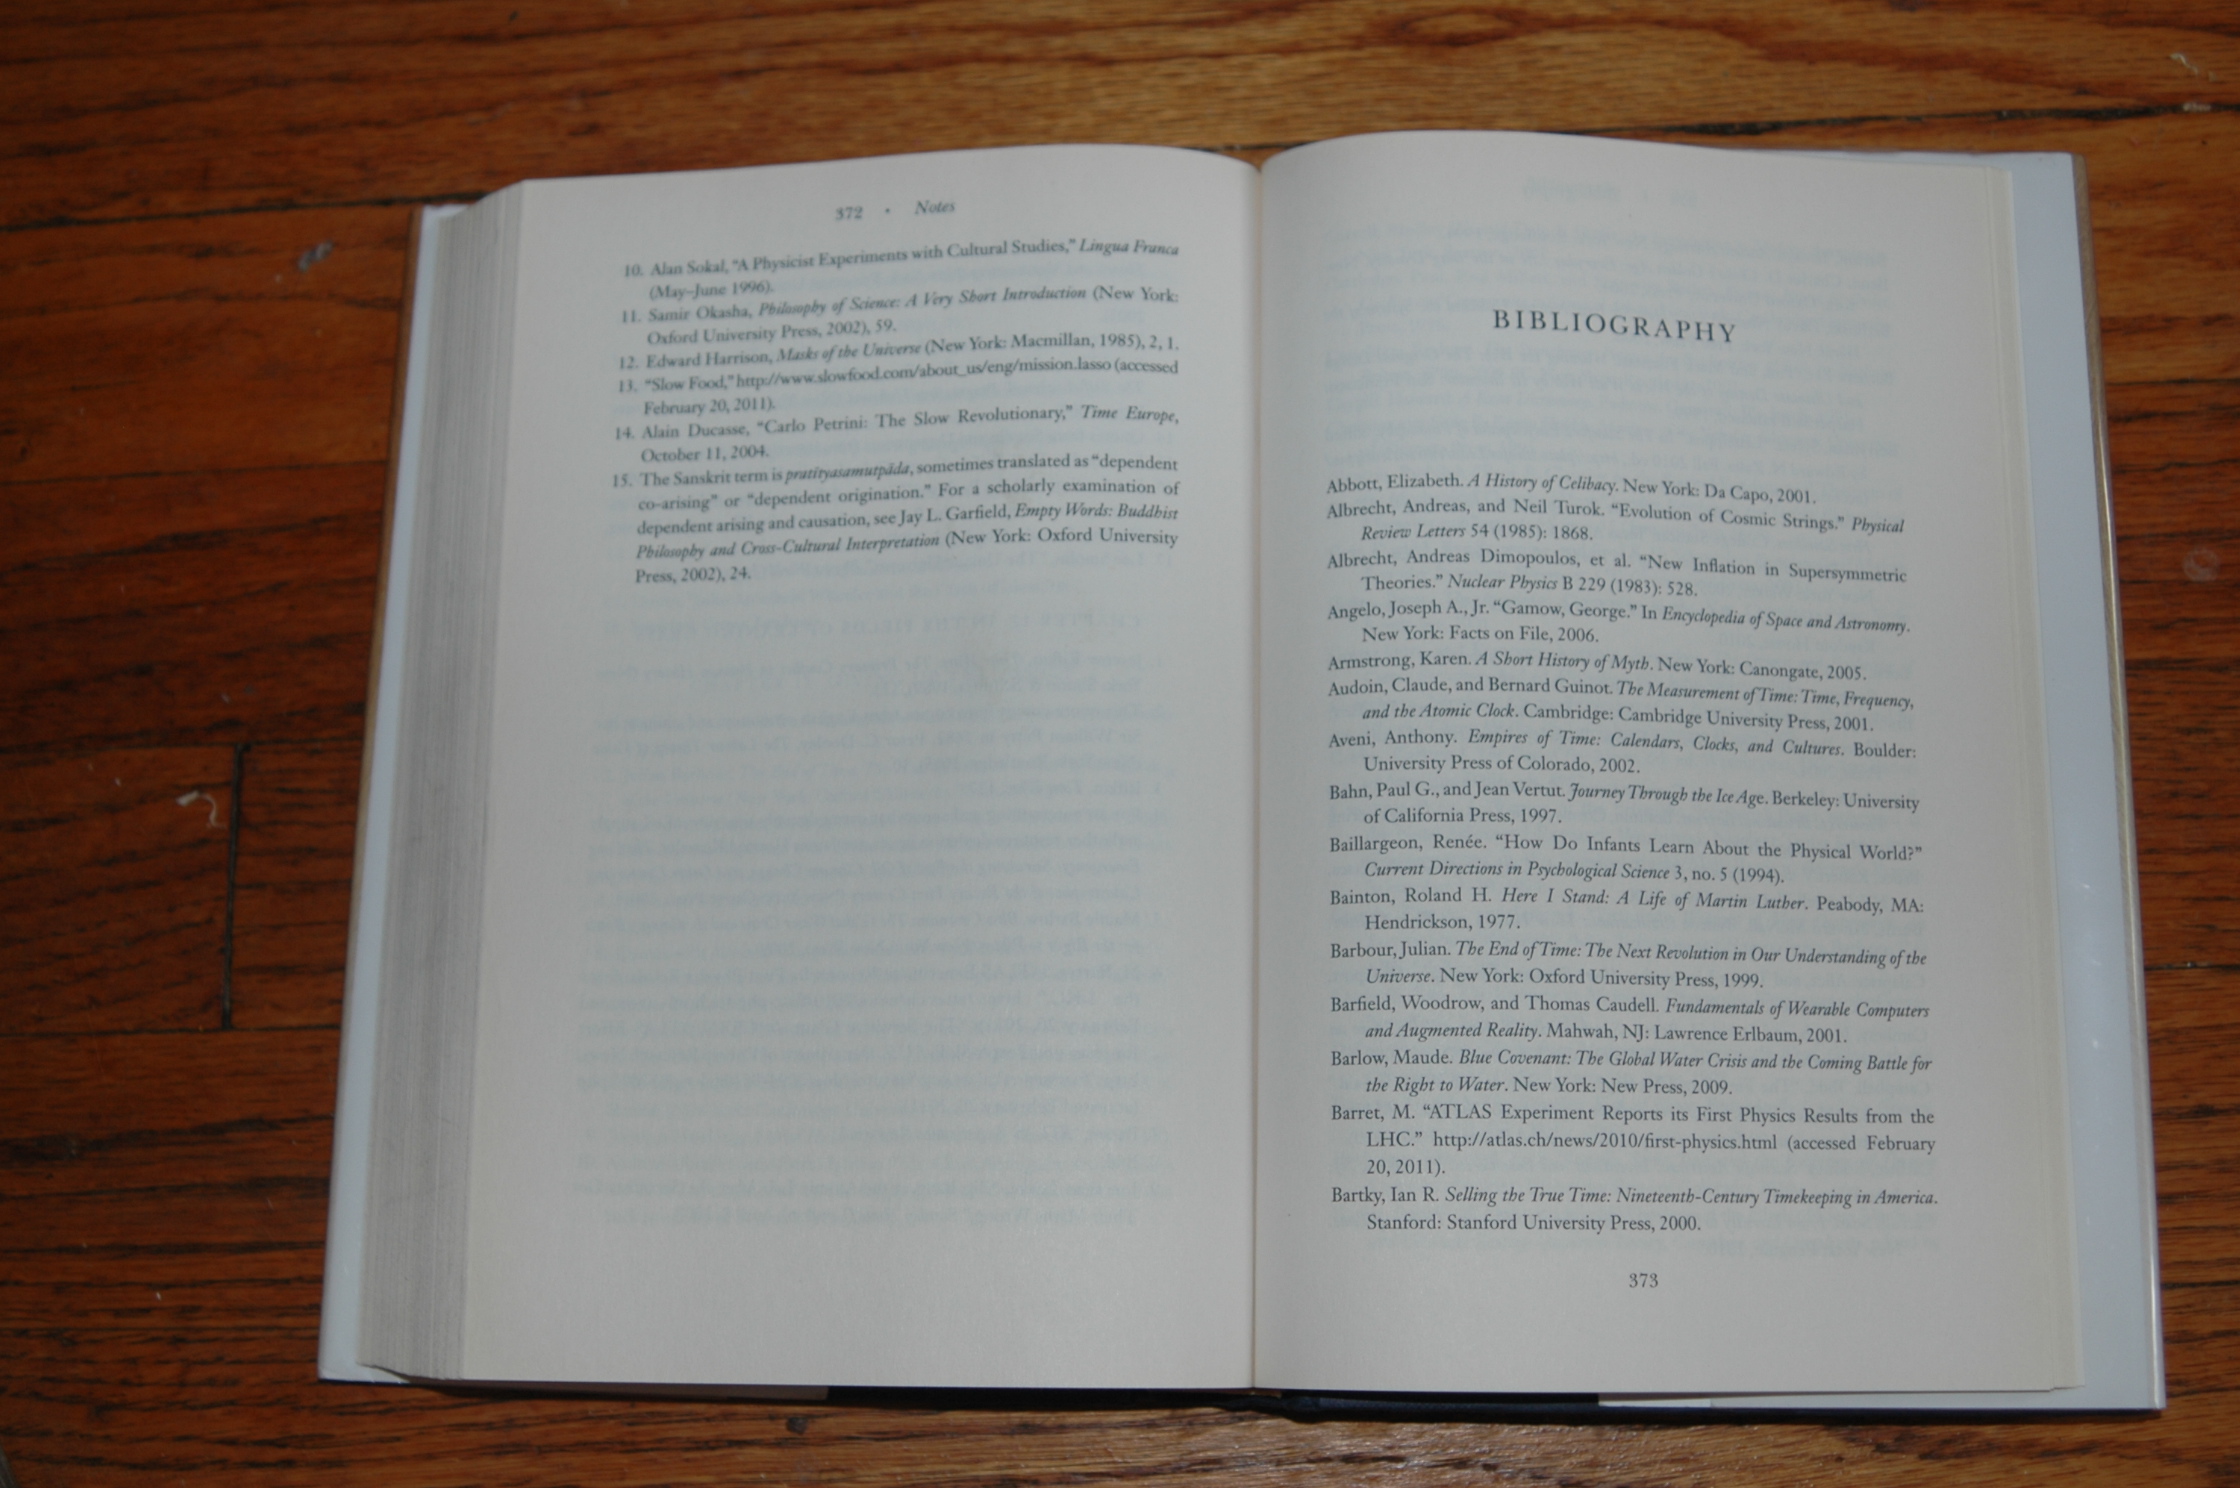 372 • Notes
10. Alan Sokal, “A Physicist Experiments with Cultural Studies,” Lingua Franca
(May–June 1996).
11. Samir Okasha, Philosophy of Science: A Very Short Introduction (New York:
Oxford University Press, 2002), 59.
12. Edward Harrison, Masks of the Universe (New York: Macmillan, 1985), 2, 1.
13. “Slow Food,” http://www.slowfood.com/about_us/eng/mission.lasso (accessed
February 20, 2011).
14. Alain Ducasse, “Carlo Petrini: The Slow Revolutionary,” Time Europe,
October 11, 2004.
15. The Sanskrit term is pratītyasamutpāda, sometimes translated as “dependent
co-arising” or “dependent origination.” For a scholarly examination of
dependent arising and causation, see Jay L. Garfield, Empty Words: Buddhist
Philosophy and Cross-Cultural Interpretation (New York: Oxford University
Press, 2002), 24.
BIBLIOGRAPHY
Abbott, Elizabeth. A History of Celibacy. New York: Da Capo, 2001.
Albrecht, Andreas, and Neil Turok. “Evolution of Cosmic Strings.” Physical
Review Letters 54 (1985): 1868.
Albrecht, Andreas Dimopoulos, et al. “New Inflation in Supersymmetric
Theories.” Nuclear Physics B 229 (1983): 528.
Angelo, Joseph A., Jr. “Gamow, George.” In Encyclopedia of Space and Astronomy.
New York: Facts on File, 2006.
Armstrong, Karen. A Short History of Myth. New York: Canongate, 2005.
Audoin, Claude, and Bernard Guinot. The Measurement of Time: Time, Frequency,
and the Atomic Clock. Cambridge: Cambridge University Press, 2001.
Aveni, Anthony. Empires of Time: Calendars, Clocks, and Cultures. Boulder:
University Press of Colorado, 2002.
Bahn, Paul G., and Jean Vertut. Journey Through the Ice Age. Berkeley: University
of California Press, 1997.
Baillargeon, Renée. “How Do Infants Learn About the Physical World?”
Current Directions in Psychological Science 3, no. 5 (1994).
Bainton, Roland H. Here I Stand: A Life of Martin Luther. Peabody, MA:
Hendrickson, 1977.
Barbour, Julian. The End of Time: The Next Revolution in Our Understanding of the
Universe. New York: Oxford University Press, 1999.
Barfield, Woodrow, and Thomas Caudell. Fundamentals of Wearable Computers
and Augmented Reality. Mahwah, NJ: Lawrence Erlbaum, 2001.
Barlow, Maude. Blue Covenant: The Global Water Crisis and the Coming Battle for
the Right to Water. New York: New Press, 2009.
Barret, M. “ATLAS Experiment Reports its First Physics Results from the
LHC.” http://atlas.ch/news/2010/first-physics.html (accessed February
20, 2011).
Bartky, Ian R. Selling the True Time: Nineteenth-Century Timekeeping in America.
Stanford: Stanford University Press, 2000.
373